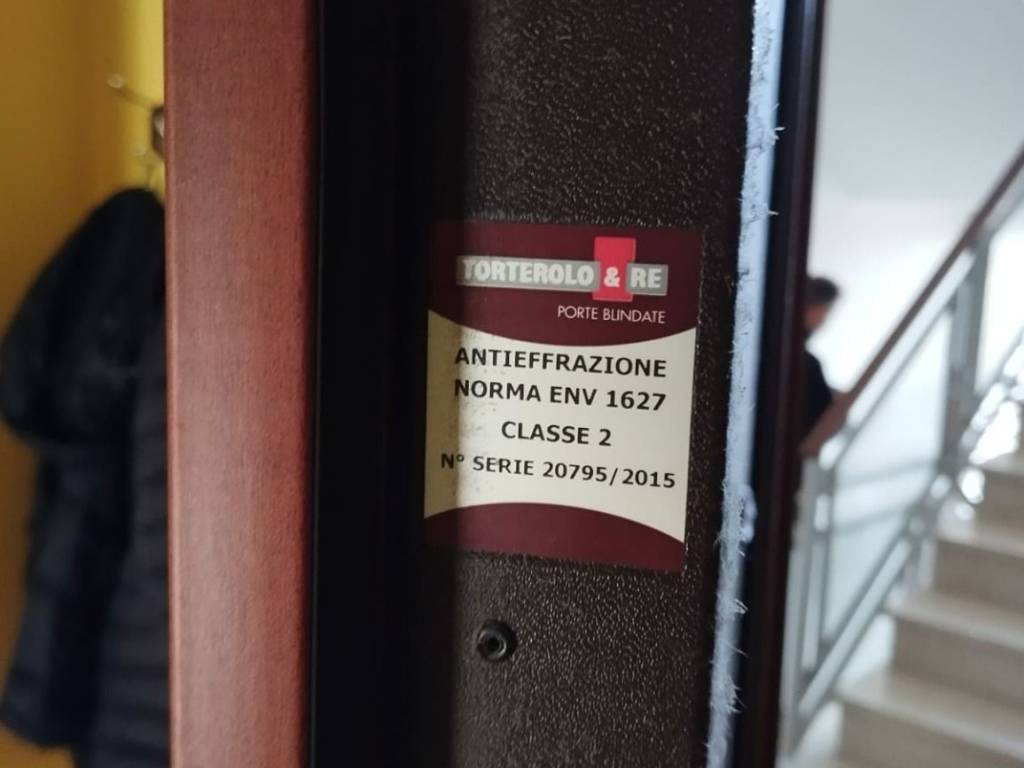 TORTEROLO & RE
PORTE BLINDATE
ANTIEFFRAZIONE
NORMA ENV 1627
CLASSE 2
N° SERIE 20795/2015